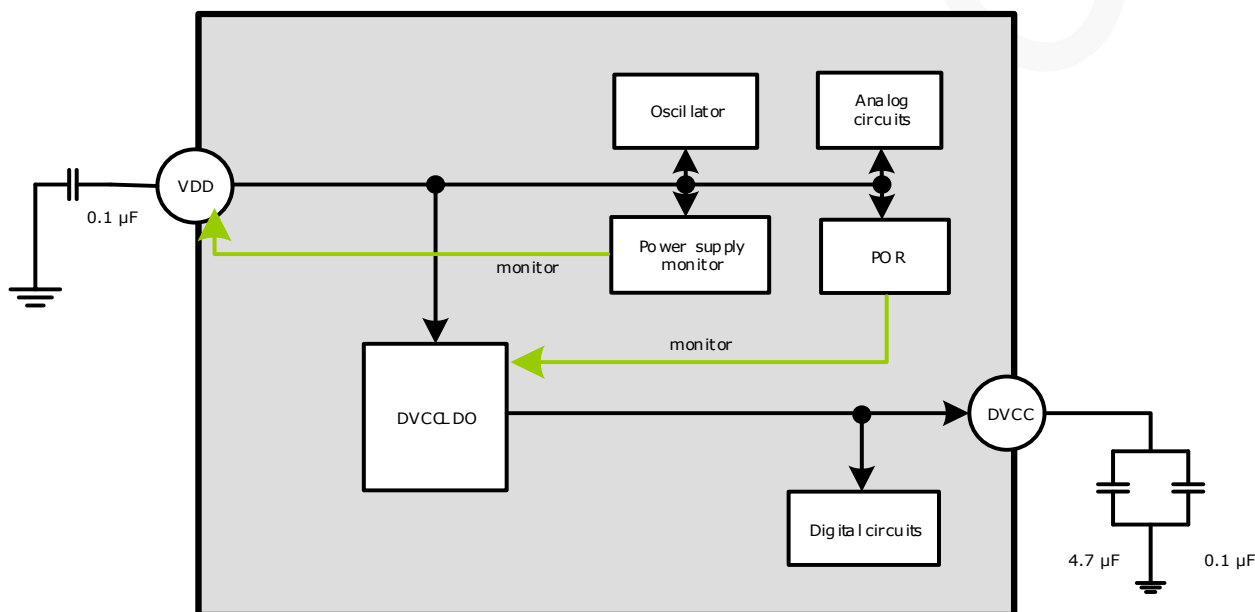 Oscillator
Analog
circuits
VDD
0.1 µF
Power supply
monitor
POR
monitor
monitor
DVCCLDO
DVCC
Digital circuits
4.7 µF
0.1 µF